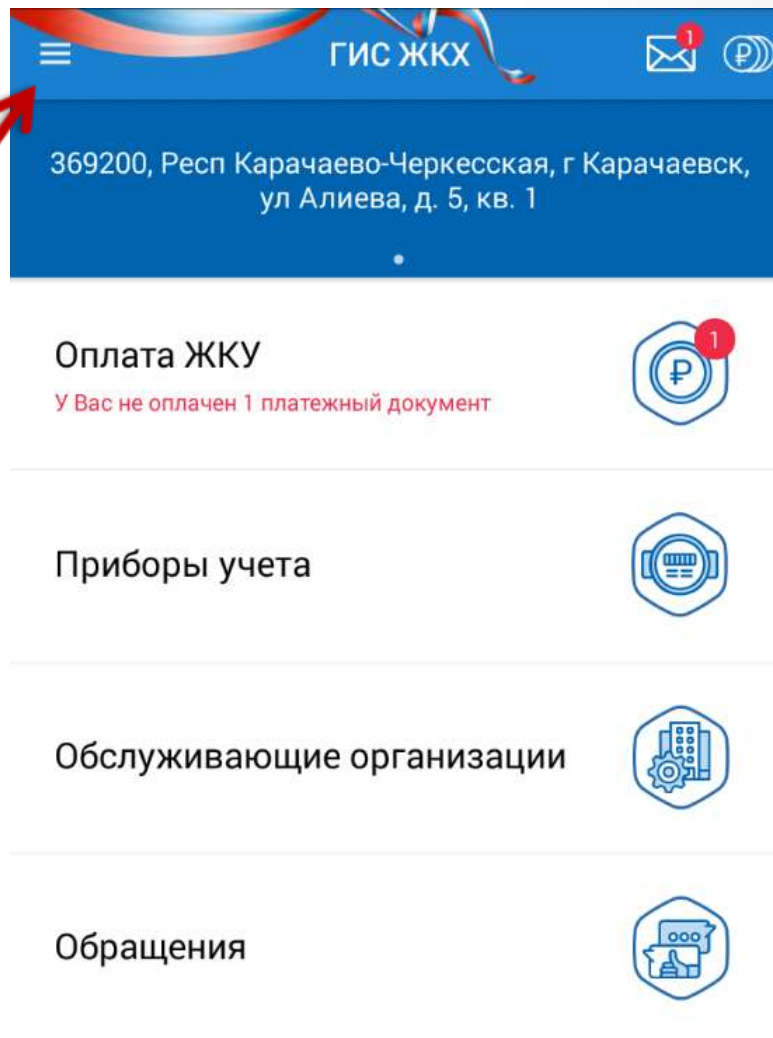 ГИС ЖКХ
1
369200, Респ Карачаево-Черкесская, г Карачаевск,
ул Алиева, д. 5, кв. 1
Оплата ЖКУ
1
У Вас не оплачен 1 платежный документ
Приборы учета
Обслуживающие организации
Обращения